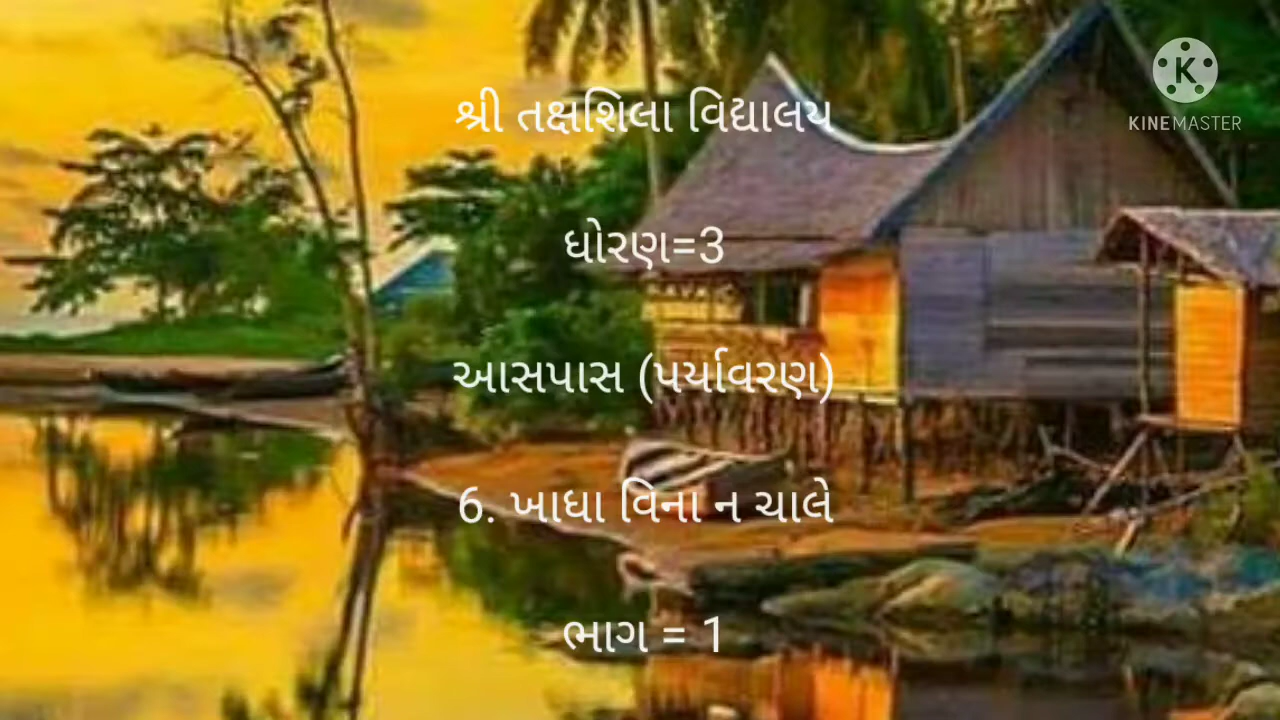 શ્રી તક્ષશિલા વિદ્યાલય
K
KINEMASTER
ધોરણ=3
આસપાસ (પર્યાવરણ)
6. ખાધા વિના ન ચાલે
ભાગ = 1